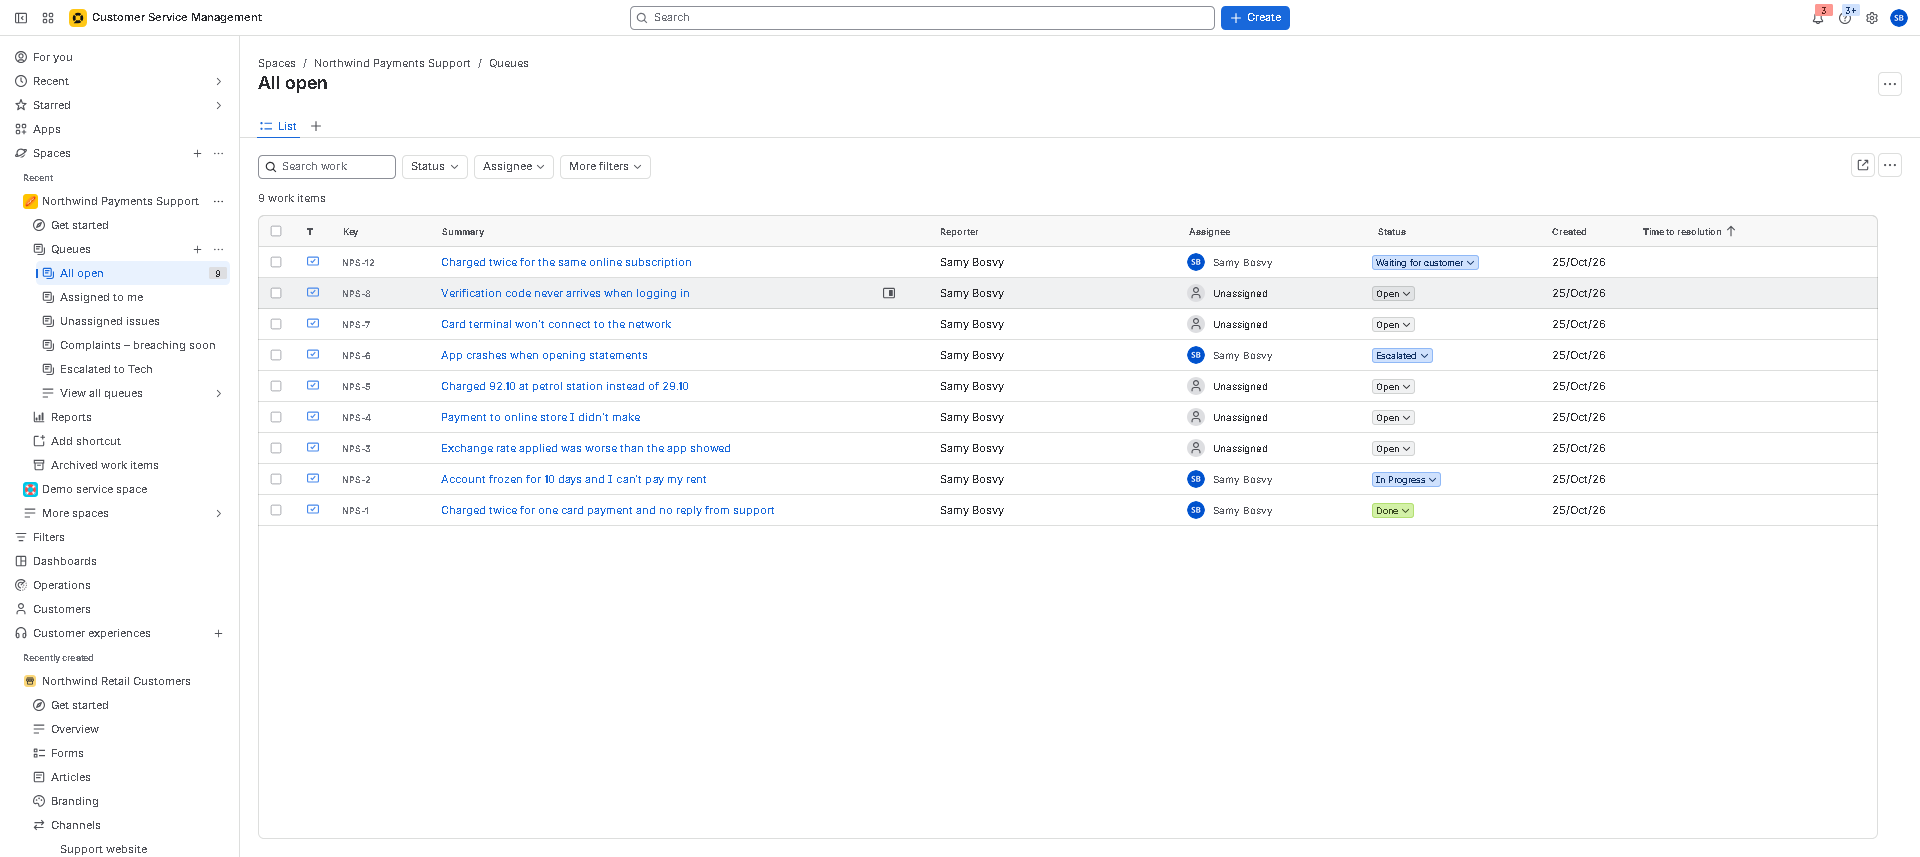 Customer Service Management
Search
Create
3
3+
SB
For you
Recent
Starred
Apps
Spaces
Recent
Northwind Payments Support
Get started
Queues
All open
9
Assigned to me
Unassigned issues
Complaints – breaching soon
Escalated to Tech
View all queues
Reports
Add shortcut
Archived work items
Demo service space
More spaces
Filters
Dashboards
Operations
Customers
Customer experiences
Recently created
Northwind Retail Customers
Get started
Overview
Forms
Articles
Branding
Channels
Support website
Spaces / Northwind Payments Support / Queues
All open
List
Search work
Status
Assignee
More filters
9 work items
T Key Summary Reporter Assignee Status Created Time to resolution
NPS-12 Charged twice for the same online subscription Samy Bosvy SB Samy Bosvy Waiting for customer 25/Oct/26
NPS-8 Verification code never arrives when logging in Samy Bosvy Unassigned Open 25/Oct/26
NPS-7 Card terminal won't connect to the network Samy Bosvy Unassigned Open 25/Oct/26
NPS-6 App crashes when opening statements Samy Bosvy SB Samy Bosvy Escalated 25/Oct/26
NPS-5 Charged 92.10 at petrol station instead of 29.10 Samy Bosvy Unassigned Open 25/Oct/26
NPS-4 Payment to online store I didn't make Samy Bosvy Unassigned Open 25/Oct/26
NPS-3 Exchange rate applied was worse than the app showed Samy Bosvy Unassigned Open 25/Oct/26
NPS-2 Account frozen for 10 days and I can't pay my rent Samy Bosvy SB Samy Bosvy In Progress 25/Oct/26
NPS-1 Charged twice for one card payment and no reply from support Samy Bosvy SB Samy Bosvy Done 25/Oct/26